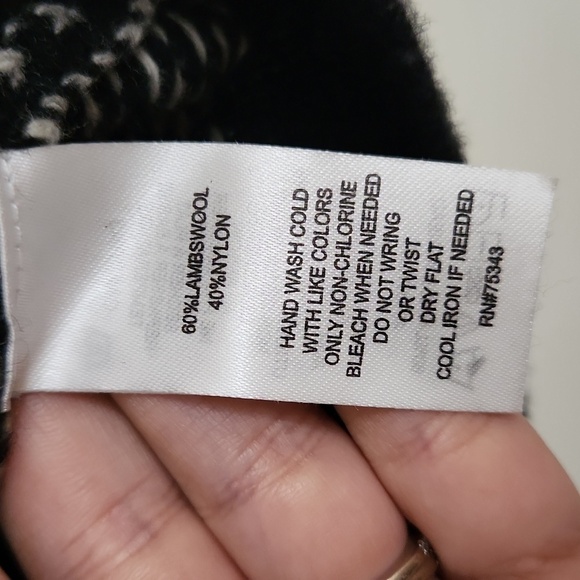 60%LAMBSWOOL
40%NYLON
HAND WASH COLD
WITH LIKE COLORS
ONLY NON-CHLORINE
BLEACH WHEN NEEDED
DO NOT WRING
OR TWIST
DRY FLAT
COOL IRON IF NEEDED
RN#75343